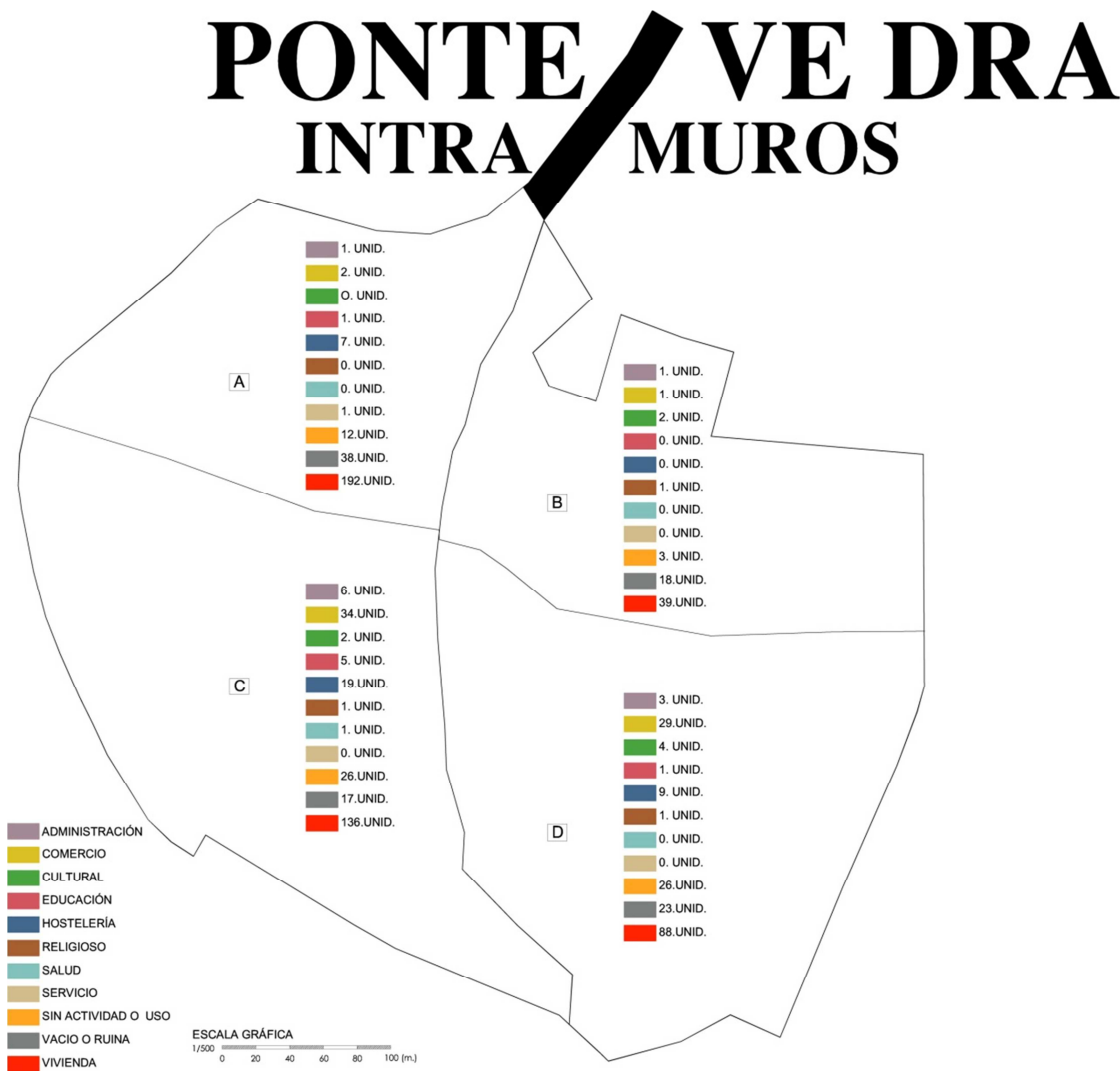 PONTE VE DRA
INTRA MUROS
1. UNID.
2. UNID.
O. UNID.
1. UNID.
7. UNID.
0. UNID.
0. UNID.
1. UNID.
12.UNID.
38.UNID.
192.UNID.
A
1. UNID.
1. UNID.
2. UNID.
0. UNID.
0. UNID.
1. UNID.
0. UNID.
0. UNID.
3. UNID.
18.UNID.
39.UNID.
B
6. UNID.
34.UNID.
2. UNID.
5. UNID.
19.UNID.
1. UNID.
1. UNID.
0. UNID.
26.UNID.
17.UNID.
136.UNID.
C
3. UNID.
29.UNID.
4. UNID.
1. UNID.
9. UNID.
1. UNID.
0. UNID.
0. UNID.
26.UNID.
23.UNID.
88.UNID.
D
ADMINISTRACIÓN
COMERCIO
CULTURAL
EDUCACIÓN
HOSTELERÍA
RELIGIOSO
SALUD
SERVICIO
SIN ACTIVIDAD O USO
VACIO O RUINA
VIVIENDA
ESCALA GRÁFICA
1/500
0 20 40 60 80 100 (m.)